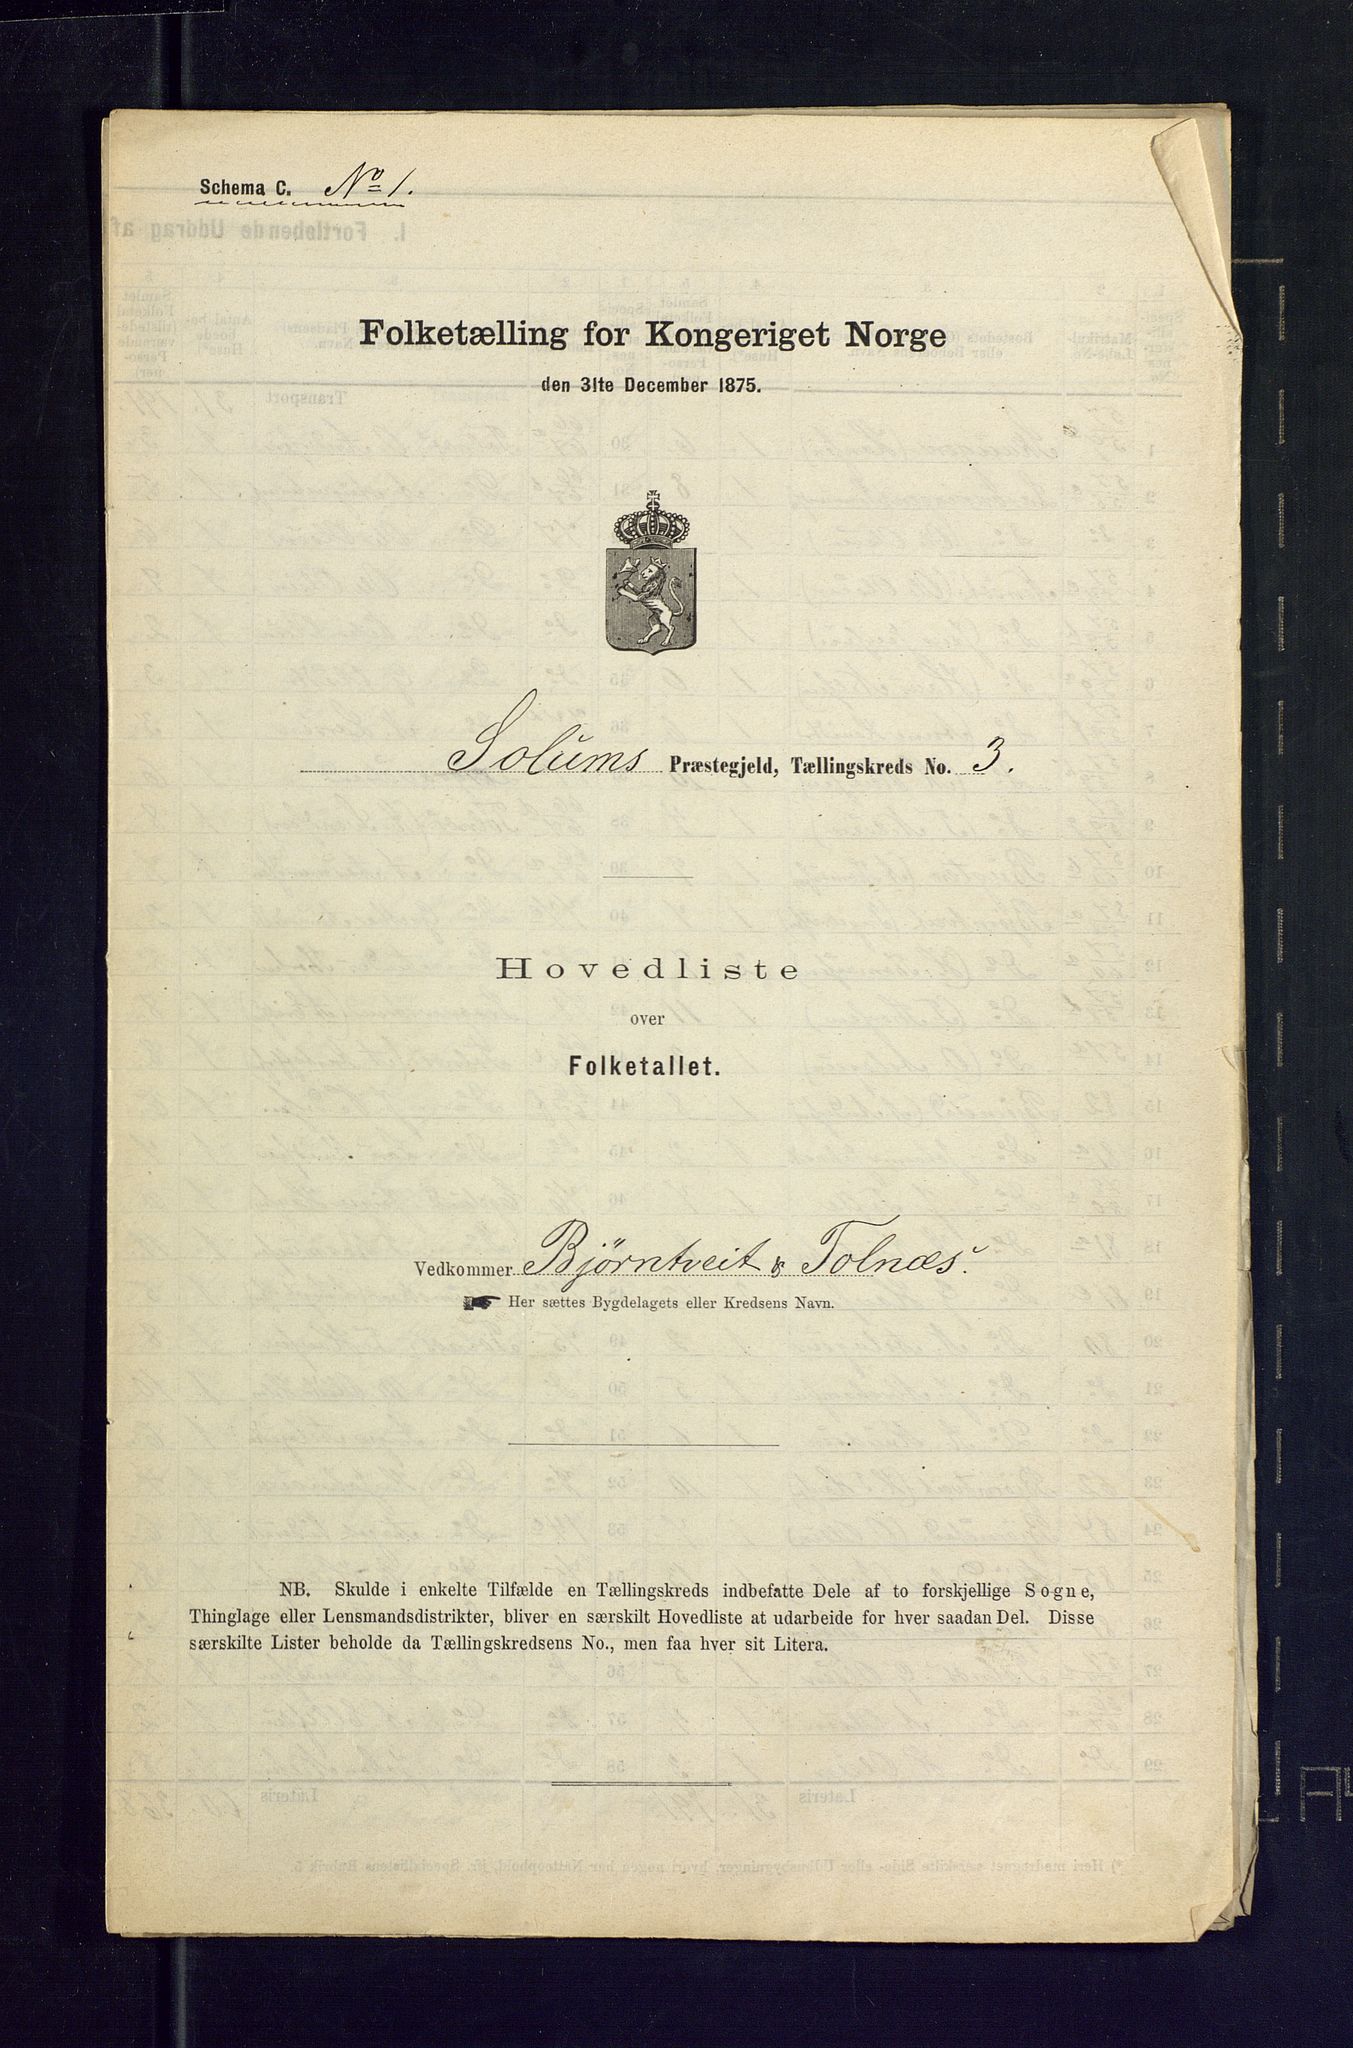 Schema C. No 1.
Folketælling for Kongeriget Norge
den 31te December 1875.
Solums Præstegjeld, Tællingskreds No. 3.
Hovedliste
over
Folketallet.
Vedkommer Bjørntveit & Tolnæs.
☛ Her sættes Bygdelagets eller Kredsens Navn.
NB. Skulde i enkelte Tilfælde en Tællingskreds indbefatte Dele af to forskjellige Sogne,
Thinglage eller Lensmandsdistrikter, bliver en særskilt Hovedliste at udarbeide for hver saadan Del. Disse
særskilte Lister beholde da Tællingskredsens No., men faa hver sit Litera.